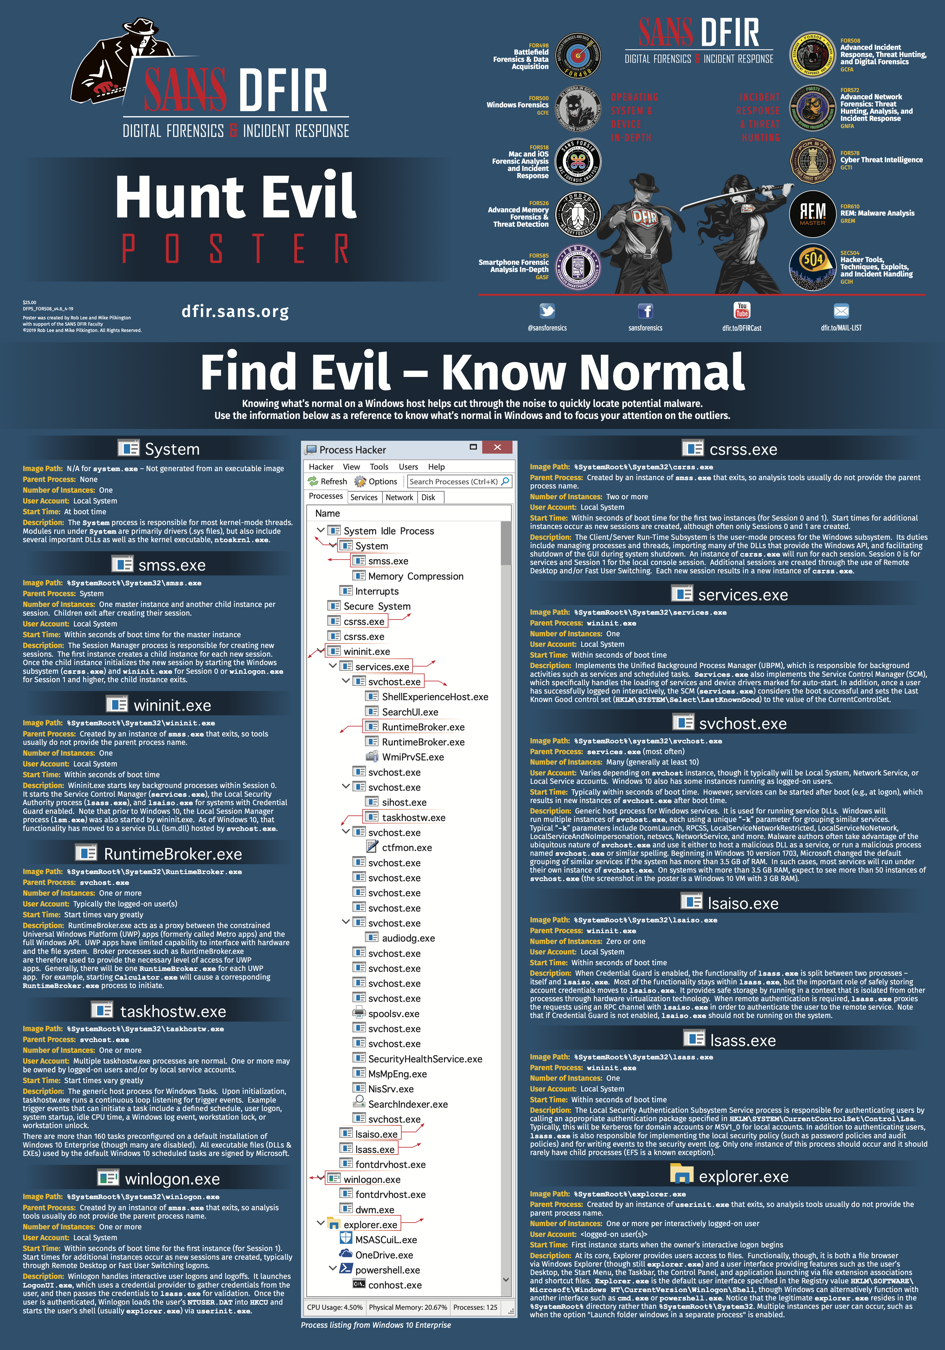 SANS DFIR
DIGITAL FORENSICS & INCIDENT RESPONSE
Hunt Evil
POSTER
$25.00
DFPS_FOR508_v4.6_4-19
Poster was created by Rob Lee and Mike Pilkington
with support of the SANS DFIR Faculty
©2019 Rob Lee and Mike Pilkington. All Rights Reserved.
dfir.sans.org
SANS DFIR
DIGITAL FORENSICS & INCIDENT RESPONSE
OPERATING
SYSTEM &
DEVICE
IN-DEPTH
INCIDENT
RESPONSE
& THREAT
HUNTING
FOR498
Battlefield
Forensics & Data
Acquisition
FOR500
Windows Forensics
GCFE
FOR518
Mac and iOS
Forensic Analysis
and Incident
Response
FOR526
Advanced Memory
Forensics &
Threat Detection
FOR585
Smartphone Forensic
Analysis In-Depth
GASF
FOR508
Advanced Incident
Response, Threat Hunting,
and Digital Forensics
GCFA
FOR572
Advanced Network
Forensics: Threat
Hunting, Analysis, and
Incident Response
GNFA
FOR578
Cyber Threat Intelligence
GCTI
FOR610
REM: Malware Analysis
GREM
SEC504
Hacker Tools,
Techniques, Exploits,
and Incident Handling
GCIH
DFIR
REM
504
@sansforensics
sansforensics
dfir.to/DFIRCast
dfir.to/MAIL-LIST
Find Evil – Know Normal
Knowing what's normal on a Windows host helps cut through the noise to quickly locate potential malware.
Use the information below as a reference to know what's normal in Windows and to focus your attention on the outliers.
System
Image Path: N/A for system.exe – Not generated from an executable image
Parent Process: None
Number of Instances: One
User Account: Local System
Start Time: At boot time
Description: The System process is responsible for most kernel-mode threads.
Modules run under System are primarily drivers (.sys files), but also include
several important DLLs as well as the kernel executable, ntoskrnl.exe.
smss.exe
Image Path: %SystemRoot%\System32\smss.exe
Parent Process: System
Number of Instances: One master instance and another child instance per
session. Children exit after creating their session.
User Account: Local System
Start Time: Within seconds of boot time for the master instance
Description: The Session Manager process is responsible for creating new
sessions. The first instance creates a child instance for each new session.
Once the child instance initializes the new session by starting the Windows
subsystem (csrss.exe) and wininit.exe for Session 0 or winlogon.exe
for Session 1 and higher, the child instance exits.
wininit.exe
Image Path: %SystemRoot%\System32\wininit.exe
Parent Process: Created by an instance of smss.exe that exits, so tools
usually do not provide the parent process name.
Number of Instances: One
User Account: Local System
Start Time: Within seconds of boot time
Description: Wininit.exe starts key background processes within Session 0.
It starts the Service Control Manager (services.exe), the Local Security
Authority process (lsass.exe), and lsaiso.exe for systems with Credential
Guard enabled. Note that prior to Windows 10, the Local Session Manager
process (lsm.exe) was also started by wininit.exe. As of Windows 10, that
functionality has moved to a service DLL (lsm.dll) hosted by svchost.exe.
RuntimeBroker.exe
Image Path: %SystemRoot%\System32\RuntimeBroker.exe
Parent Process: svchost.exe
Number of Instances: One or more
User Account: Typically the logged-on user(s)
Start Time: Start times vary greatly
Description: RuntimeBroker.exe acts as a proxy between the constrained
Universal Windows Platform (UWP) apps (formerly called Metro apps) and the
full Windows API. UWP apps have limited capability to interface with hardware
and the file system. Broker processes such as RuntimeBroker.exe
are therefore used to provide the necessary level of access for UWP
apps. Generally, there will be one RuntimeBroker.exe for each UWP
app. For example, starting Calculator.exe will cause a corresponding
RuntimeBroker.exe process to initiate.
taskhostw.exe
Image Path: %SystemRoot%\System32\taskhostw.exe
Parent Process: svchost.exe
Number of Instances: One or more
User Account: Multiple taskhostw.exe processes are normal. One or more may
be owned by logged-on users and/or by local service accounts.
Start Time: Start times vary greatly
Description: The generic host process for Windows Tasks. Upon initialization,
taskhostw.exe runs a continuous loop listening for trigger events. Example
trigger events that can initiate a task include a defined schedule, user logon,
system startup, idle CPU time, a Windows log event, workstation lock, or
workstation unlock.
There are more than 160 tasks preconfigured on a default installation of
Windows 10 Enterprise (though many are disabled). All executable files (DLLs &
EXEs) used by the default Windows 10 scheduled tasks are signed by Microsoft.
winlogon.exe
Image Path: %SystemRoot%\System32\winlogon.exe
Parent Process: Created by an instance of smss.exe that exits, so analysis
tools usually do not provide the parent process name.
Number of Instances: One or more
User Account: Local System
Start Time: Within seconds of boot time for the first instance (for Session 1).
Start times for additional instances occur as new sessions are created, typically
through Remote Desktop or Fast User Switching logons.
Description: Winlogon handles interactive user logons and logoffs. It launches
LogonUI.exe, which uses a credential provider to gather credentials from the
user, and then passes the credentials to lsass.exe for validation. Once the
user is authenticated, Winlogon loads the user's NTUSER.DAT into HKCU and
starts the user's shell (usually explorer.exe) via userinit.exe.
Process Hacker
Hacker View Tools Users Help
Refresh Options Search Processes (Ctrl+K)
Processes Services Network Disk
Name
System Idle Process
System
smss.exe
Memory Compression
Interrupts
Secure System
csrss.exe
csrss.exe
wininit.exe
services.exe
svchost.exe
ShellExperienceHost.exe
SearchUI.exe
RuntimeBroker.exe
RuntimeBroker.exe
WmiPrvSE.exe
svchost.exe
svchost.exe
sihost.exe
taskhostw.exe
svchost.exe
ctfmon.exe
svchost.exe
svchost.exe
svchost.exe
svchost.exe
svchost.exe
audiodg.exe
svchost.exe
svchost.exe
svchost.exe
svchost.exe
spoolsv.exe
svchost.exe
svchost.exe
SecurityHealthService.exe
MsMpEng.exe
NisSrv.exe
SearchIndexer.exe
svchost.exe
lsaiso.exe
lsass.exe
fontdrvhost.exe
winlogon.exe
fontdrvhost.exe
dwm.exe
explorer.exe
MSASCuiL.exe
OneDrive.exe
powershell.exe
conhost.exe
CPU Usage: 4.50% Physical Memory: 20.67% Processes: 125
Process listing from Windows 10 Enterprise
csrss.exe
Image Path: %SystemRoot%\System32\csrss.exe
Parent Process: Created by an instance of smss.exe that exits, so analysis tools usually do not provide the parent
process name.
Number of Instances: Two or more
User Account: Local System
Start Time: Within seconds of boot time for the first two instances (for Session 0 and 1). Start times for additional
instances occur as new sessions are created, although often only Sessions 0 and 1 are created.
Description: The Client/Server Run-Time Subsystem is the user-mode process for the Windows subsystem. Its duties
include managing processes and threads, importing many of the DLLs that provide the Windows API, and facilitating
shutdown of the GUI during system shutdown. An instance of csrss.exe will run for each session. Session 0 is for
services and Session 1 for the local console session. Additional sessions are created through the use of Remote
Desktop and/or Fast User Switching. Each new session results in a new instance of csrss.exe.
services.exe
Image Path: %SystemRoot%\System32\services.exe
Parent Process: wininit.exe
Number of Instances: One
User Account: Local System
Start Time: Within seconds of boot time
Description: Implements the Unified Background Process Manager (UBPM), which is responsible for background
activities such as services and scheduled tasks. Services.exe also implements the Service Control Manager (SCM),
which specifically handles the loading of services and device drivers marked for auto-start. In addition, once a user
has successfully logged on interactively, the SCM (services.exe) considers the boot successful and sets the Last
Known Good control set (HKLM\SYSTEM\Select\LastKnownGood) to the value of the CurrentControlSet.
svchost.exe
Image Path: %SystemRoot%\system32\svchost.exe
Parent Process: services.exe (most often)
Number of Instances: Many (generally at least 10)
User Account: Varies depending on svchost instance, though it typically will be Local System, Network Service, or
Local Service accounts. Windows 10 also has some instances running as logged-on users.
Start Time: Typically within seconds of boot time. However, services can be started after boot (e.g., at logon), which
results in new instances of svchost.exe after boot time.
Description: Generic host process for Windows services. It is used for running service DLLs. Windows will
run multiple instances of svchost.exe, each using a unique "-k" parameter for grouping similar services.
Typical "-k" parameters include DcomLaunch, RPCSS, LocalServiceNetworkRestricted, LocalServiceNoNetwork,
LocalServiceAndNoImpersonation, netsvcs, NetworkService, and more. Malware authors often take advantage of the
ubiquitous nature of svchost.exe and use it either to host a malicious DLL as a service, or run a malicious process
named svchost.exe or similar spelling. Beginning in Windows 10 version 1703, Microsoft changed the default
grouping of similar services if the system has more than 3.5 GB of RAM. In such cases, most services will run under
their own instance of svchost.exe. On systems with more than 3.5 GB RAM, expect to see more than 50 instances of
svchost.exe (the screenshot in the poster is a Windows 10 VM with 3 GB RAM).
lsaiso.exe
Image Path: %SystemRoot%\System32\lsaiso.exe
Parent Process: wininit.exe
Number of Instances: Zero or one
User Account: Local System
Start Time: Within seconds of boot time
Description: When Credential Guard is enabled, the functionality of lsass.exe is split between two processes –
itself and lsaiso.exe. Most of the functionality stays within lsass.exe, but the important role of safely storing
account credentials moves to lsaiso.exe. It provides safe storage by running in a context that is isolated from other
processes through hardware virtualization technology. When remote authentication is required, lsass.exe proxies
the requests using an RPC channel with lsaiso.exe in order to authenticate the user to the remote service. Note
that if Credential Guard is not enabled, lsaiso.exe should not be running on the system.
lsass.exe
Image Path: %SystemRoot%\System32\lsass.exe
Parent Process: wininit.exe
Number of Instances: One
User Account: Local System
Start Time: Within seconds of boot time
Description: The Local Security Authentication Subsystem Service process is responsible for authenticating users by
calling an appropriate authentication package specified in HKLM\SYSTEM\CurrentControlSet\Control\Lsa.
Typically, this will be Kerberos for domain accounts or MSV1_0 for local accounts. In addition to authenticating users,
lsass.exe is also responsible for implementing the local security policy (such as password policies and audit
policies) and for writing events to the security event log. Only one instance of this process should occur and it should
rarely have child processes (EFS is a known exception).
explorer.exe
Image Path: %SystemRoot%\explorer.exe
Parent Process: Created by an instance of userinit.exe that exits, so analysis tools usually do not provide the
parent process name.
Number of Instances: One or more per interactively logged-on user
User Account: <logged-on user(s)>
Start Time: First instance starts when the owner's interactive logon begins
Description: At its core, Explorer provides users access to files. Functionally, though, it is both a file browser
via Windows Explorer (though still explorer.exe) and a user interface providing features such as the user's
Desktop, the Start Menu, the Taskbar, the Control Panel, and application launching via file extension associations
and shortcut files. Explorer.exe is the default user interface specified in the Registry value HKLM\SOFTWARE\
Microsoft\Windows NT\CurrentVersion\Winlogon\Shell, though Windows can alternatively function with
another interface such as cmd.exe or powershell.exe. Notice that the legitimate explorer.exe resides in the
%SystemRoot% directory rather than %SystemRoot%\System32. Multiple instances per user can occur, such as
when the option "Launch folder windows in a separate process" is enabled.